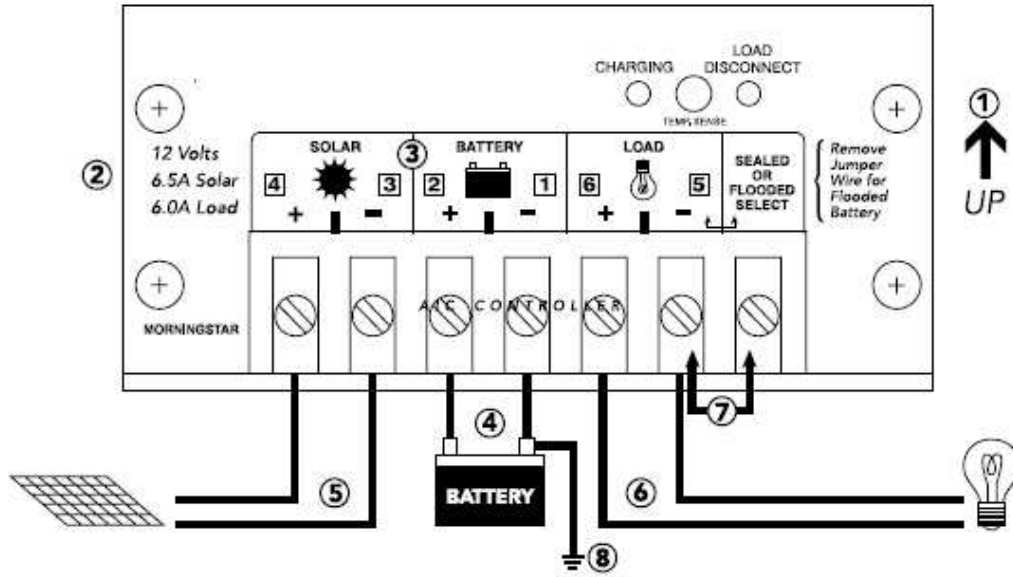 CHARGING
LOAD
DISCONNECT
TEMP. SENSE
1
UP
2
12 Volts
6.5A Solar
6.0A Load
SOLAR
3
BATTERY
LOAD
SEALED
OR
FLOODED
SELECT
4
3
2
1
6
5
+ - + - + -
Remove
Jumper
Wire for
Flooded
Battery
CONTROLLER
MORNINGSTAR
4
7
5
BATTERY
6
8